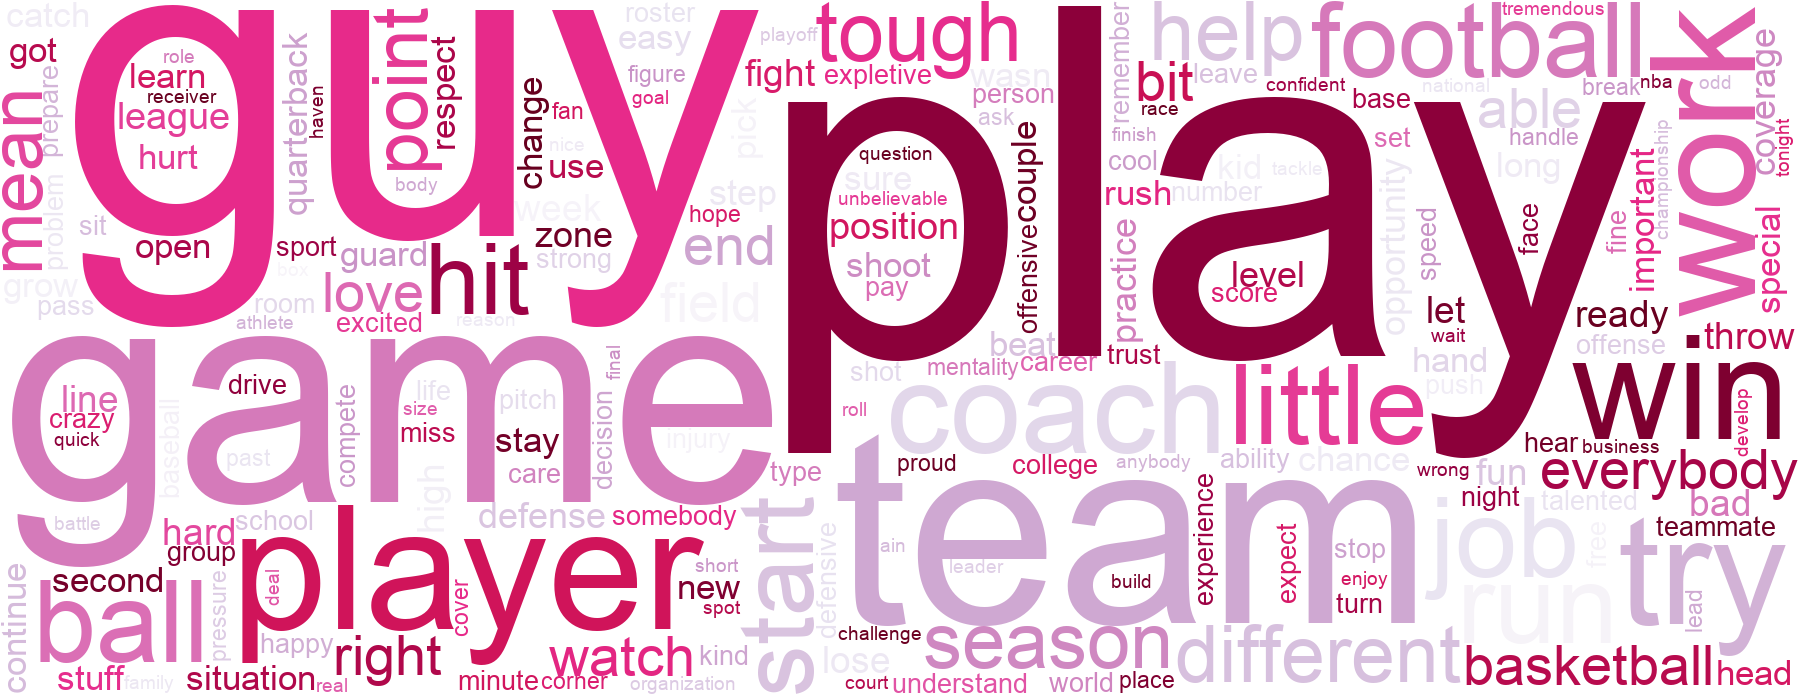 catch
got
role
learn
receiver
league
hurt
guy
haven
point
respect
quarterback
mean
prepare
problem
sit
open
sport
guard
grow
pass
box
room
athlete
love
excited
hit
reason
body
change
fan
use
nice
week
zone
strong
roster
easy
figure
goal
pick
step
hope
end
field
playoff
tough
fight
expletive
wasn
person
ask
play
question
sure
unbelievable
position
shoot
pay
offensive
couple
remember
help
bit
leave
race
finish
cool
rush
number
practice
beat
trust
mentality
career
shot
roll
football
tremendous
confident
base
set
able
handle
long
break
nba
national
odd
kid
tackle
opportunity
speed
face
fine
important
championship
work
coverage
tonight
special
level
score
let
wait
ready
offense
throw
hand
push
win
game
line
crazy
quick
drive
baseball
past
battle
compete
life
size
miss
high
pitch
stay
care
decision
final
injury
type
coach
proud
college
anybody
ability
little
chance
hear
business
develop
wrong
fun
everybody
night
talented
bad
teammate
hard
school
group
defense
somebody
second
player
ball
pressure
deal
continue
stuff
family
happy
situation
real
right
cover
minute
corner
watch
organization
new
short
spot
kind
start
defensive
team
ain
leader
build
experience
expect
stop
enjoy
turn
job
run
free
try
lead
challenge
lose
season
court
understand
world
place
different
basketball
head